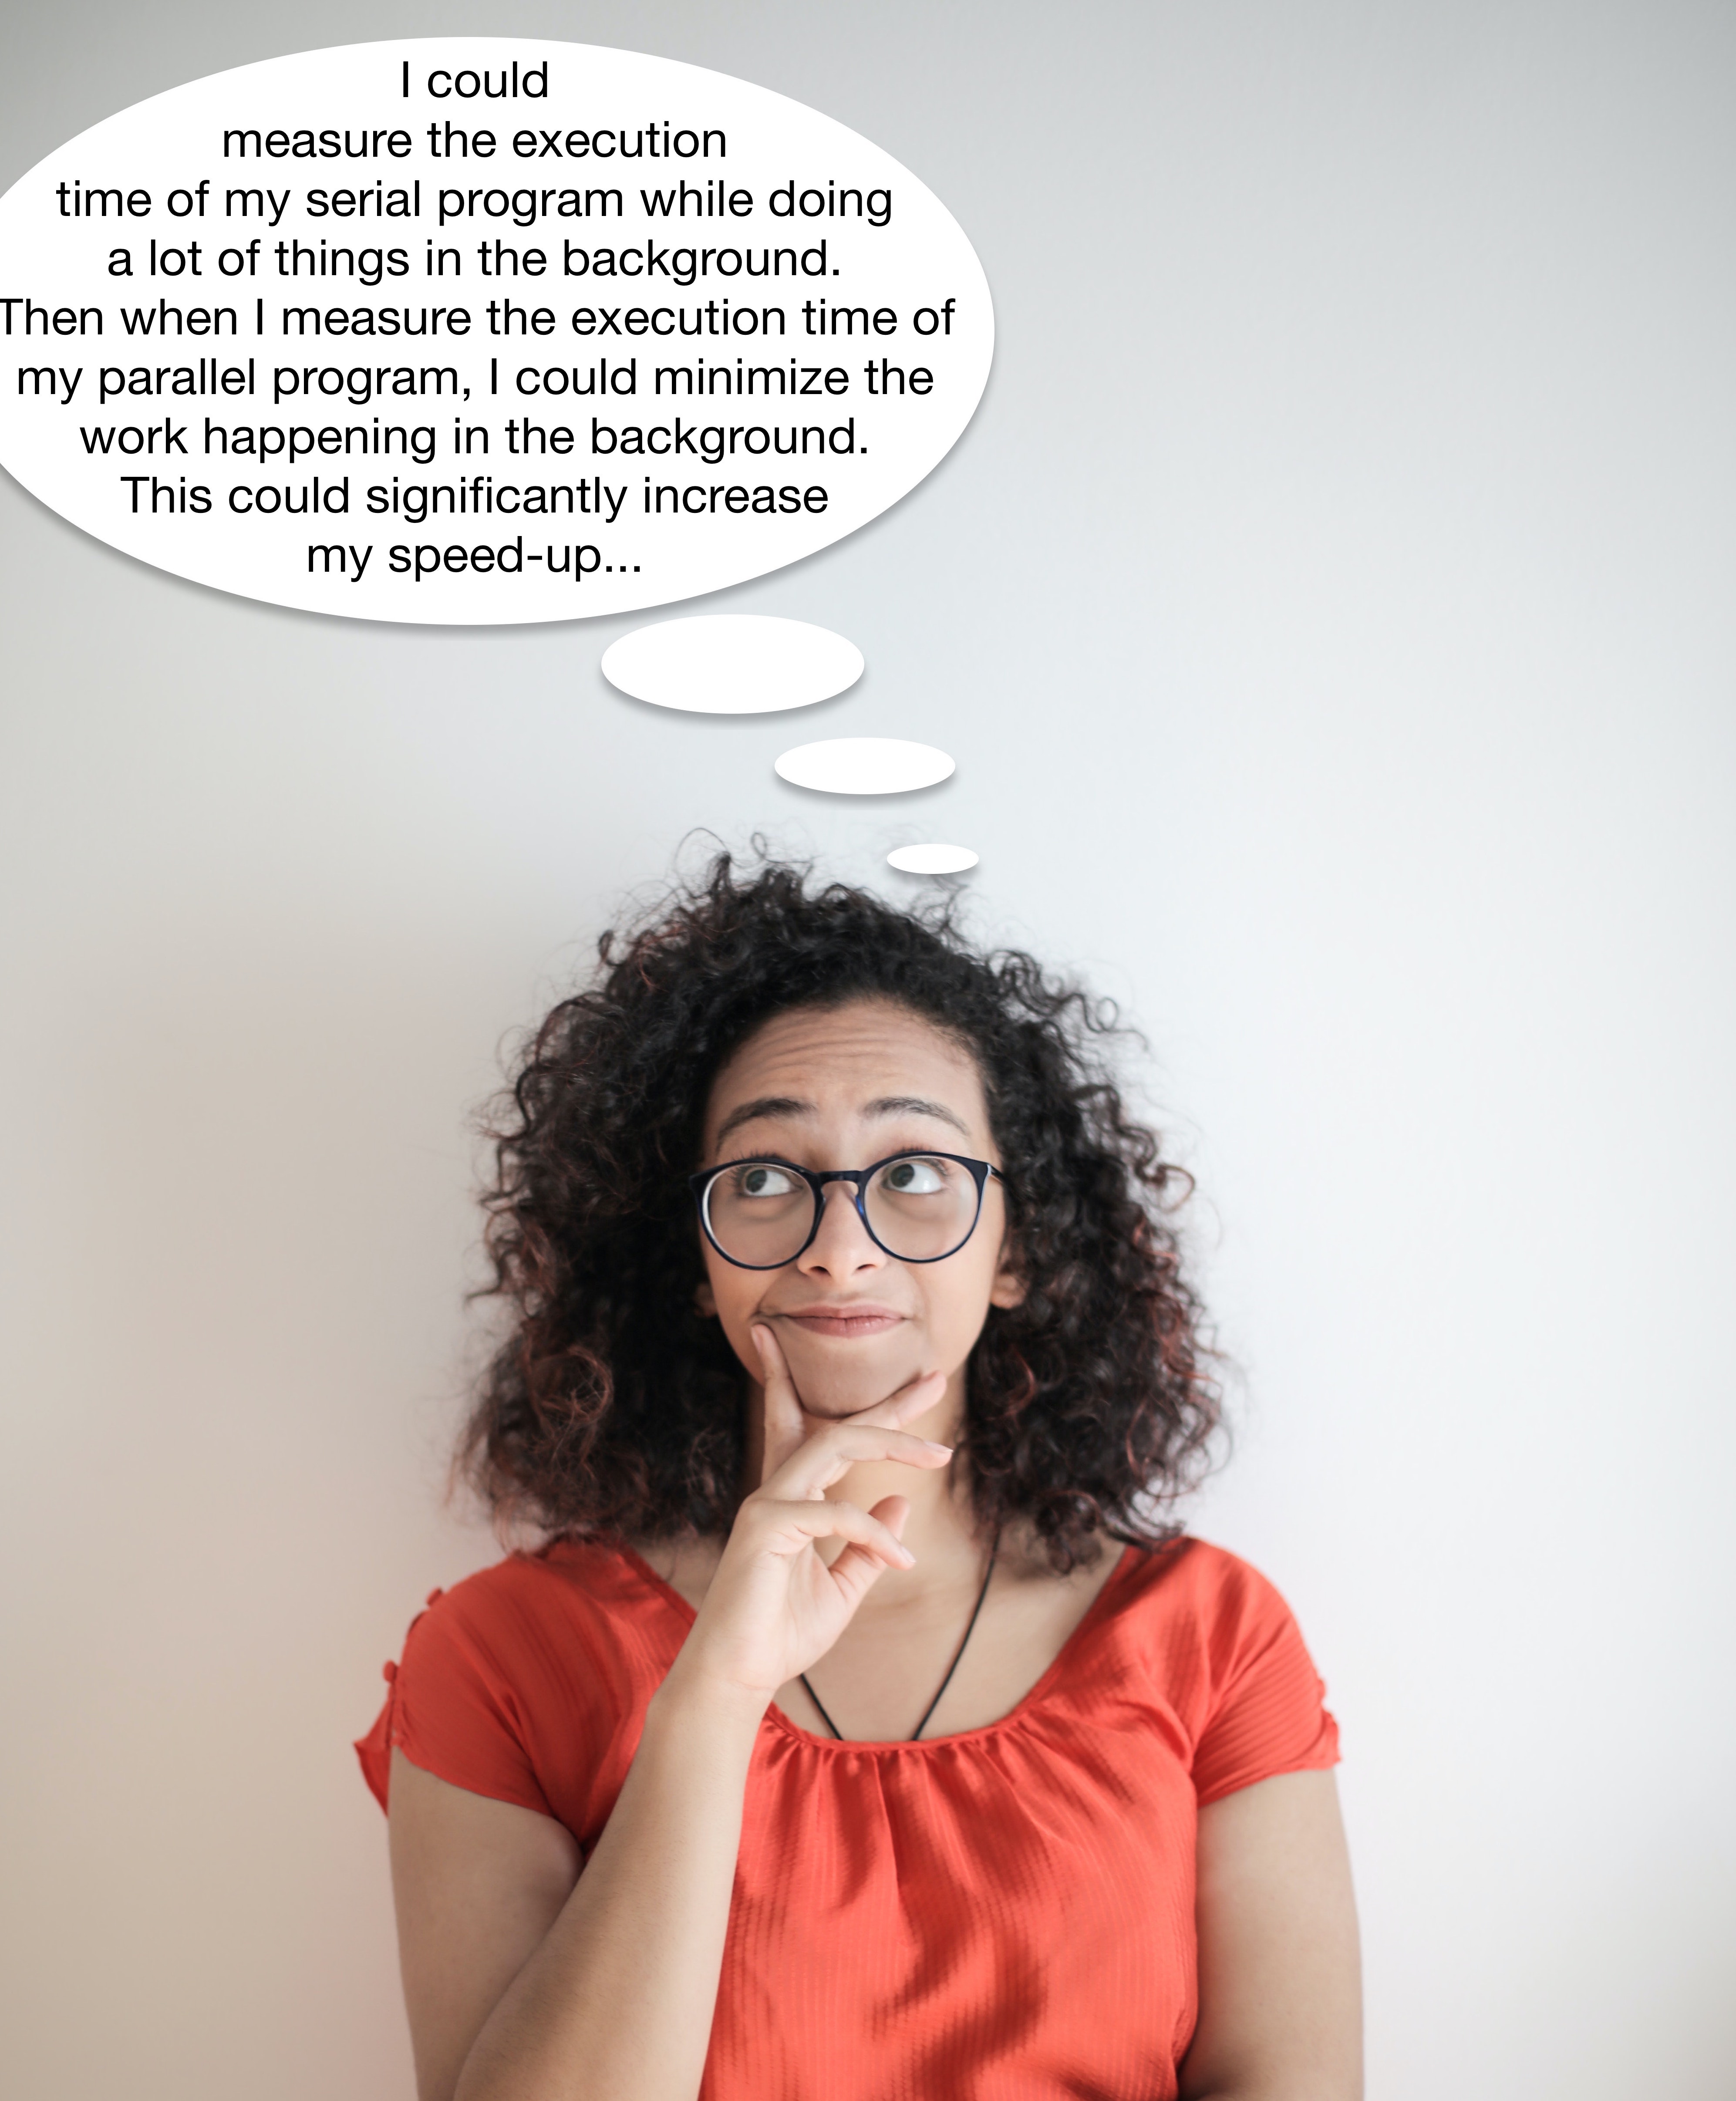 I could
measure the execution
time of my serial program while doing
a lot of things in the background.
Then when I measure the execution time of
my parallel program, I could minimize the
work happening in the background.
This could significantly increase
my speed-up...